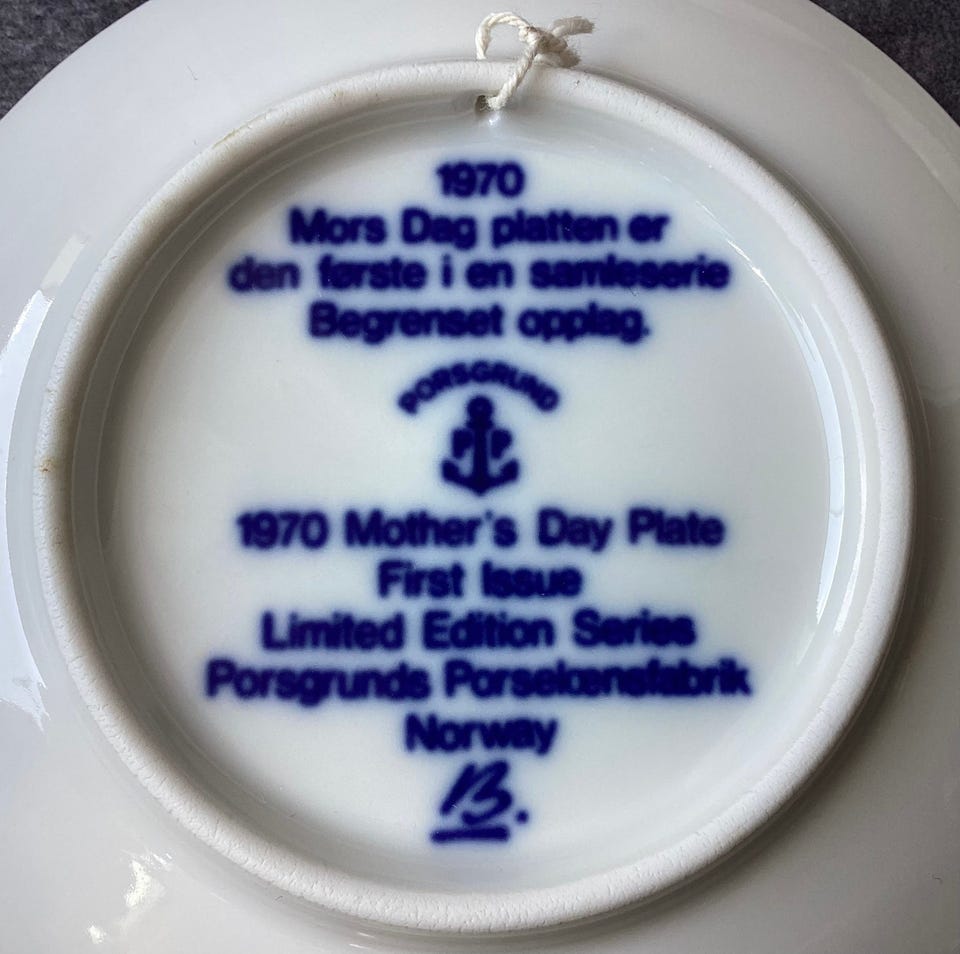 1970
Mors Dag platten er
den første i en samleserie
Begrenset opplag.
PORSGRUND
PP
1970 Mother's Day Plate
First Issue
Limited Edition Series
Porsgrunds Porselænsfabrik
Norway
B.